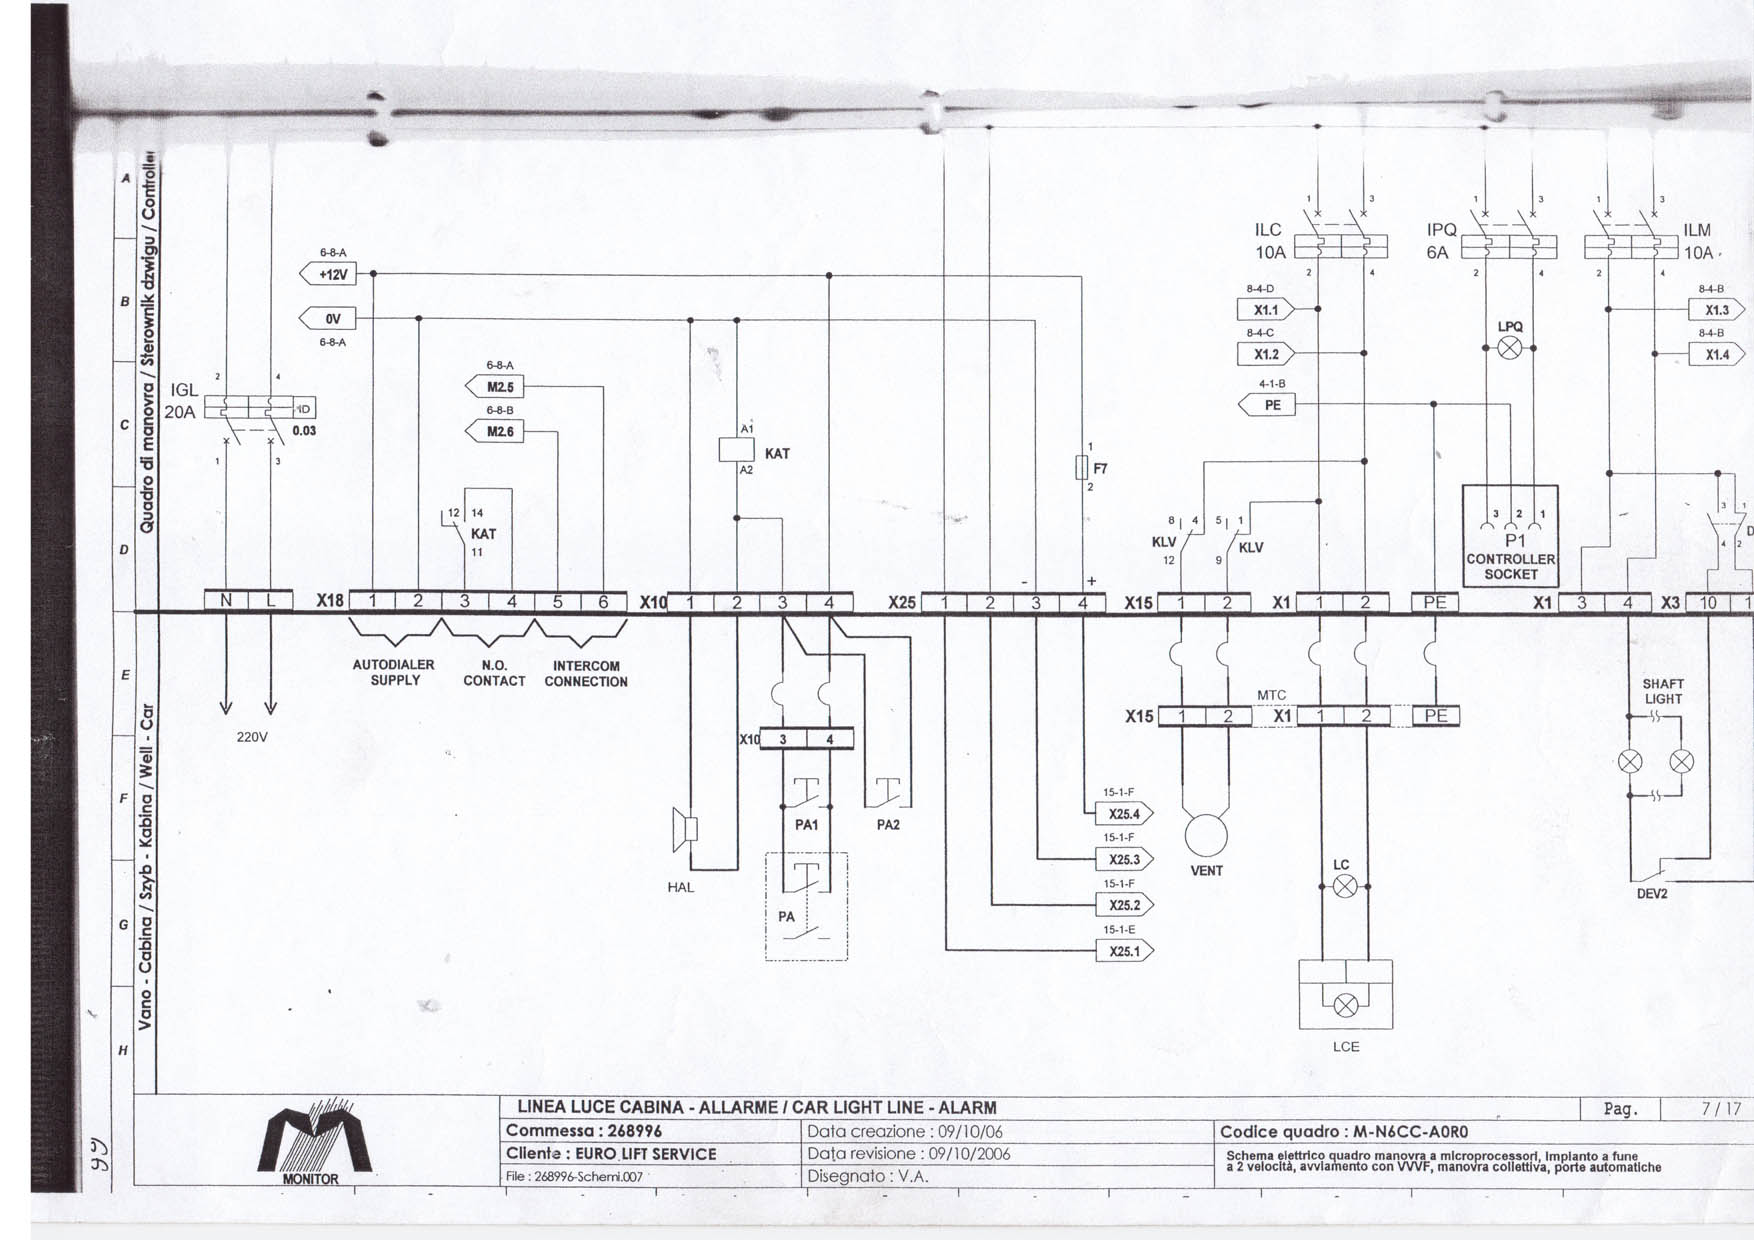 A
B
C
D
E
F
G
H
Quadro di manovra / Sterownik dzwigu / Controller
Vano - Cabina / Szyb - Kabina / Well - Car
IGL
20A
2 4
1 3
ID
0.03
N L
220V
6-8-A
+12V
0V
6-8-A
6-8-A
M2.5
6-8-B
M2.6
12 14
KAT
11
X18 1 2 3 4 5 6
AUTODIALER
SUPPLY
N.O.
CONTACT
INTERCOM
CONNECTION
A1
KAT
A2
X10 1 2 3 4
X10 3 4
PA1
PA2
PA
HAL
1
F7
2
- +
X25 1 2 3 4
15-1-F
X25.4
15-1-F
X25.3
15-1-F
X25.2
15-1-E
X25.1
1 3
ILC
10A
2 4
8-4-D
X1.1
8-4-C
X1.2
4-1-B
PE
8 4
KLV
12
5 1
KLV
9
X15 1 2
X1 1 2
PE
MTC
X15 1 2
X1 1 2
PE
VENT
LC
LCE
1 3
IPQ
6A
2 4
LPQ
3 2 1
P1
CONTROLLER
SOCKET
1 3
ILM
10A
2 4
8-4-B
X1.3
8-4-B
X1.4
3 1
D
4 2
X1 3 4
X3 10 1
SHAFT
LIGHT
DEV2
MONITOR
LINEA LUCE CABINA - ALLARME / CAR LIGHT LINE - ALARM
Pag. 7 / 17
Commessa : 268996
Data creazione : 09/10/06
Codice quadro : M-N6CC-A0R0
Cliente : EURO LIFT SERVICE
Data revisione : 09/10/2006
Schema elettrico quadro manovra a microprocessori, impianto a fune
a 2 velocità, avviamento con VVVF, manovra collettiva, porte automatiche
File : 268996-Schemi.007
Disegnato : V.A.